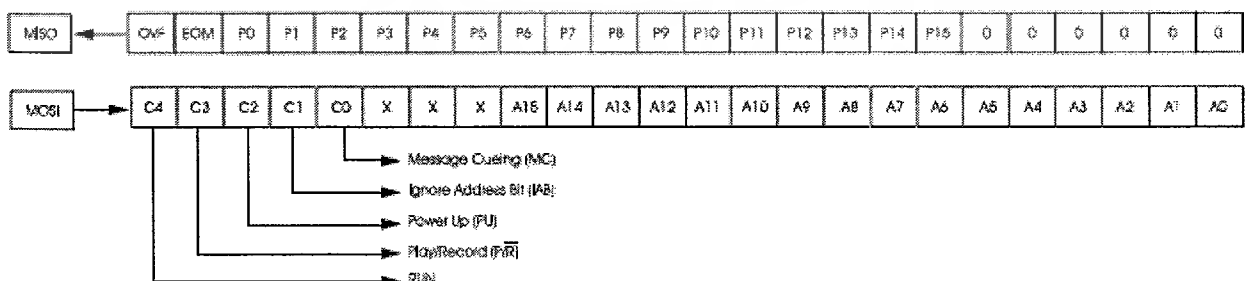 MISO OVF EOM P0 P1 P2 P3 P4 P5 P6 P7 P8 P9 P10 P11 P12 P13 P14 P15 0 0 0 0 0 0
MOSI C4 C3 C2 C1 C0 X X X A15 A14 A13 A12 A11 A10 A9 A8 A7 A6 A5 A4 A3 A2 A1 A0
Message Cueing (MC)
Ignore Address Bit (IAB)
Power Up (PU)
Play/Record (P/R̅)
RUN